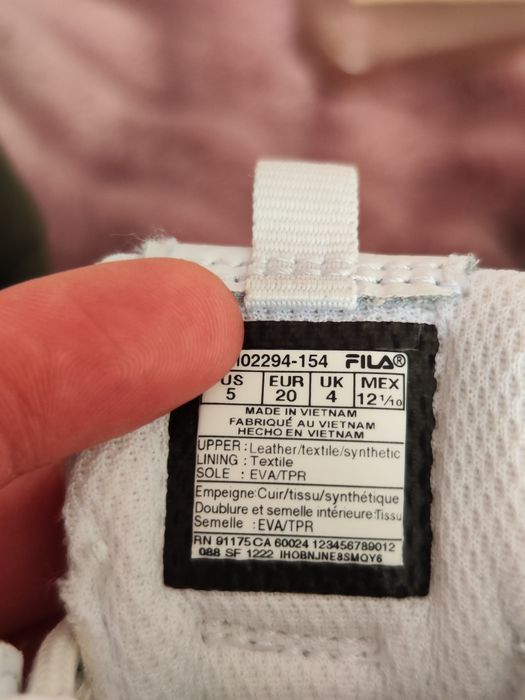 02294-154 FILA®
US EUR UK MEX
5 20 4 12 1/10
MADE IN VIETNAM
FABRIQUÉ AU VIETNAM
HECHO EN VIETNAM
UPPER : Leather/textile/synthetic
LINING : Textile
SOLE : EVA/TPR
Empeigne:Cuir/tissu/synthétique
Doublure et semelle intérieure:Tissu
Semelle :EVA/TPR
RN 91175 CA 60024 123456789012
088 SF 1222 IHOBNJNE8SMQY6